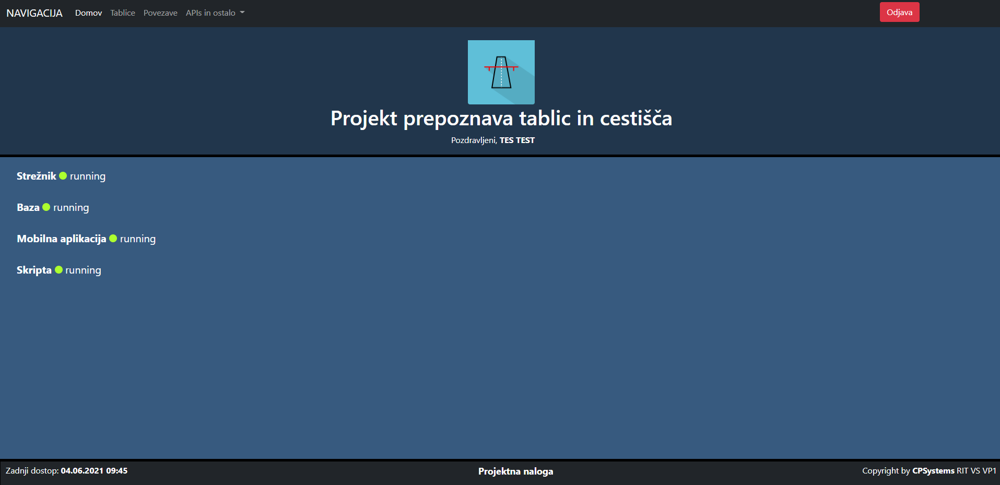 NAVIGACIJA Domov Tablice Povezave APIs in ostalo Odjava
Projekt prepoznava tablic in cestišča
Pozdravljeni, TES TEST
Strežnik running
Baza running
Mobilna aplikacija running
Skripta running
Zadnji dostop: 04.06.2021 09:45 Projektna naloga Copyright by CPSystems RIT VS VP1